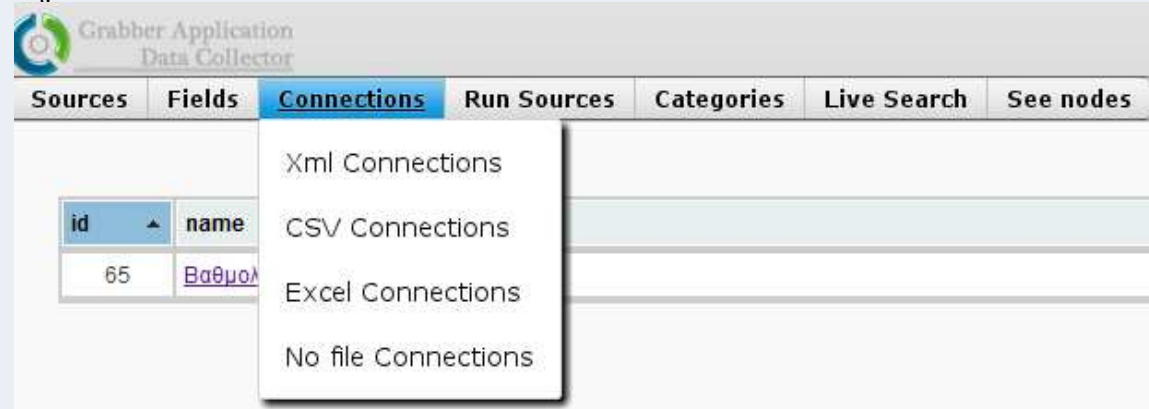 Grabber Application
Data Collector
Sources Fields Connections Run Sources Categories Live Search See nodes
Xml Connections
id name
CSV Connections
65
Excel Connections
No file Connections